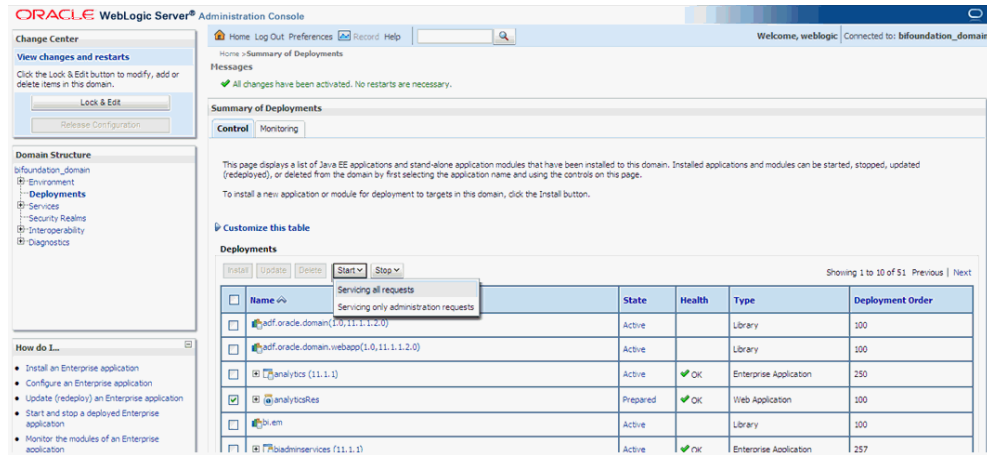 ORACLE WebLogic Server® Administration Console
Change Center
View changes and restarts
Click the Lock & Edit button to modify, add or
delete items in this domain.
Lock & Edit
Release Configuration
Domain Structure
bifoundation_domain
Environment
Deployments
Services
Security Realms
Interoperability
Diagnostics
How do I...
Install an Enterprise application
Configure an Enterprise application
Update (redeploy) an Enterprise application
Start and stop a deployed Enterprise
application
Monitor the modules of an Enterprise
application
Home Log Out Preferences Record Help
Welcome, weblogic Connected to: bifoundation_domain
Home >Summary of Deployments
Messages
All changes have been activated. No restarts are necessary.
Summary of Deployments
Control Monitoring
This page displays a list of Java EE applications and stand-alone application modules that have been installed to this domain. Installed applications and modules can be started, stopped, updated
(redeployed), or deleted from the domain by first selecting the application name and using the controls on this page.
To install a new application or module for deployment to targets in this domain, click the Install button.
Customize this table
Deployments
Install Update Delete Start Stop
Showing 1 to 10 of 51 Previous | Next
Servicing all requests
Servicing only administration requests
Name State Health Type Deployment Order
adf.oracle.domain(1.0,11.1.1.2.0) Active Library 100
adf.oracle.domain.webapp(1.0,11.1.1.2.0) Active Library 100
analytics (11.1.1) Active OK Enterprise Application 250
analyticsRes Prepared OK Web Application 100
bi.em Active Library 100
biadminservices (11.1.1) Active OK Enterprise Application 257